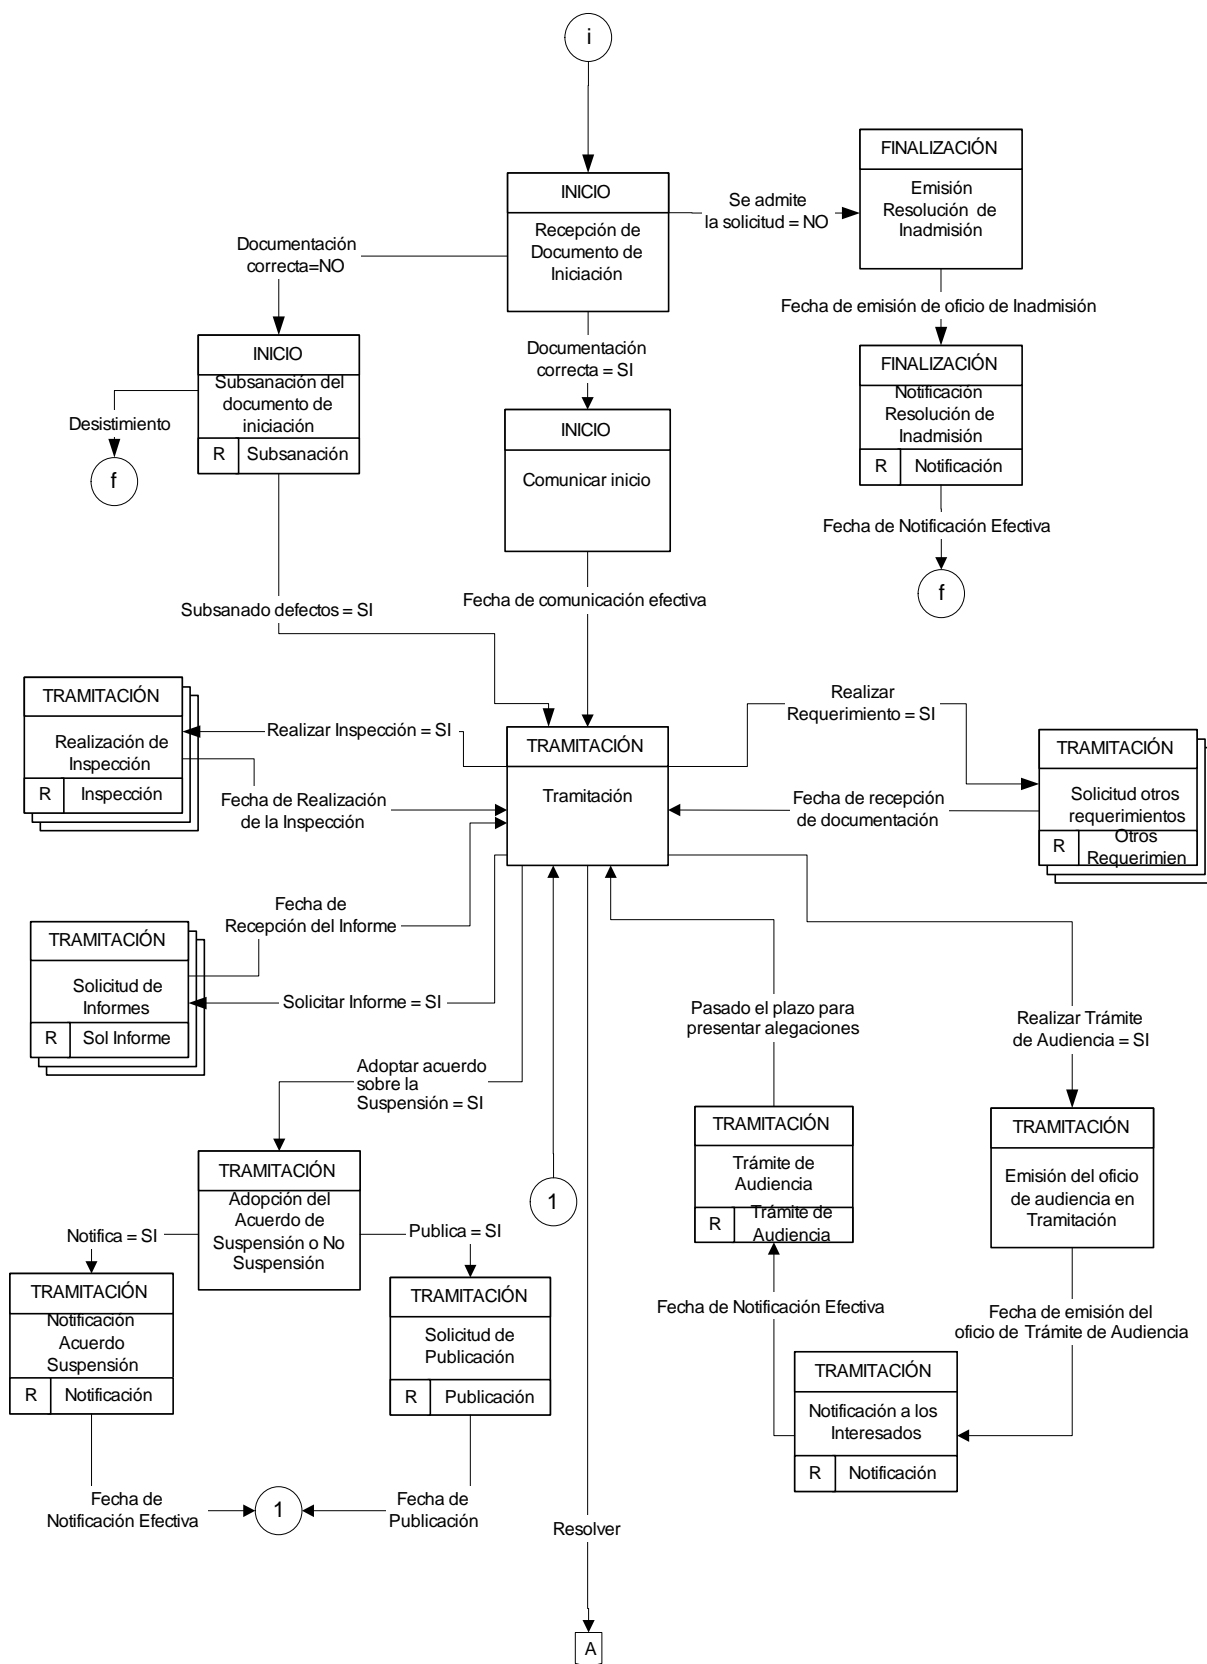 i
FINALIZACIÓN
Emisión
Resolución de
Inadmisión
INICIO
Recepción de
Documento de
Iniciación
Se admite
la solicitud = NO
Documentación
correcta=NO
Fecha de emisión de oficio de Inadmisión
INICIO
Subsanación del
documento de
iniciación
R Subsanación
Documentación
correcta = SI
FINALIZACIÓN
Notificación
Resolución de
Inadmisión
R Notificación
Desistimiento
f
INICIO
Comunicar inicio
Fecha de Notificación Efectiva
f
Subsanado defectos = SI
Fecha de comunicación efectiva
TRAMITACIÓN
Realización de
Inspección
R Inspección
Realizar Inspección = SI
Fecha de Realización
de la Inspección
TRAMITACIÓN
Tramitación
Realizar
Requerimiento = SI
Fecha de recepción
de documentación
TRAMITACIÓN
Solicitud otros
requerimientos
R Otros
Requerimien
Fecha de
Recepción del Informe
TRAMITACIÓN
Solicitud de
Informes
R Sol Informe
Solicitar Informe = SI
Pasado el plazo para
presentar alegaciones
Realizar Trámite
de Audiencia = SI
Adoptar acuerdo
sobre la
Suspensión = SI
TRAMITACIÓN
Adopción del
Acuerdo de
Suspensión o No
Suspensión
1
TRAMITACIÓN
Trámite de
Audiencia
R Trámite de
Audiencia
TRAMITACIÓN
Emisión del oficio
de audiencia en
Tramitación
Notifica = SI
Publica = SI
TRAMITACIÓN
Notificación
Acuerdo
Suspensión
R Notificación
TRAMITACIÓN
Solicitud de
Publicación
R Publicación
Fecha de Notificación Efectiva
Fecha de emisión del
oficio de Trámite de Audiencia
TRAMITACIÓN
Notificación a los
Interesados
R Notificación
Fecha de
Notificación Efectiva
1
Fecha de
Publicación
Resolver
A